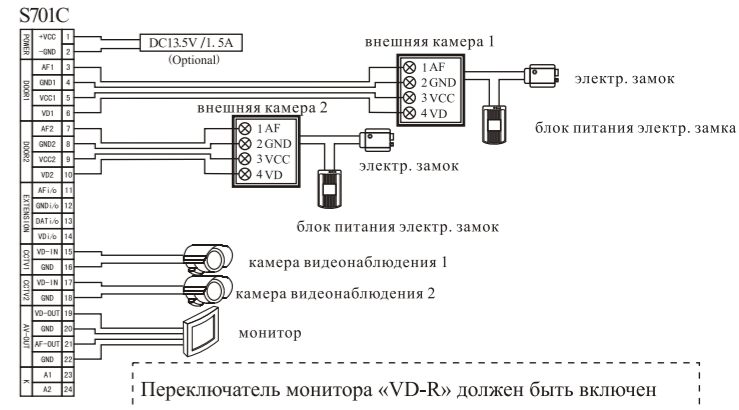 S701C
POWER
+VCC 1
-GND 2
DOOR1
AF1 3
GND1 4
VCC1 5
VD1 6
DOOR2
AF2 7
GND2 8
VCC2 9
VD2 10
EXTENSION
AFi/o 11
GNDi/o 12
DATi/o 13
VDi/o 14
CCTV1
VD-IN 15
GND 16
CCTV2
VD-IN 17
GND 18
AV-OUT
VD-OUT 19
GND 20
AF-OUT 21
GND 22
K
A1 23
A2 24
DC13.5V /1. 5A
(Optional)
внешняя камера 1
1 AF
2 GND
3 VCC
4 VD
электр. замок
блок питания электр. замка
внешняя камера 2
1 AF
2 GND
3 VCC
4 VD
электр. замок
блок питания электр. замок
камера видеонаблюдения 1
камера видеонаблюдения 2
монитор
Переключатель монитора «VD-R» должен быть включен